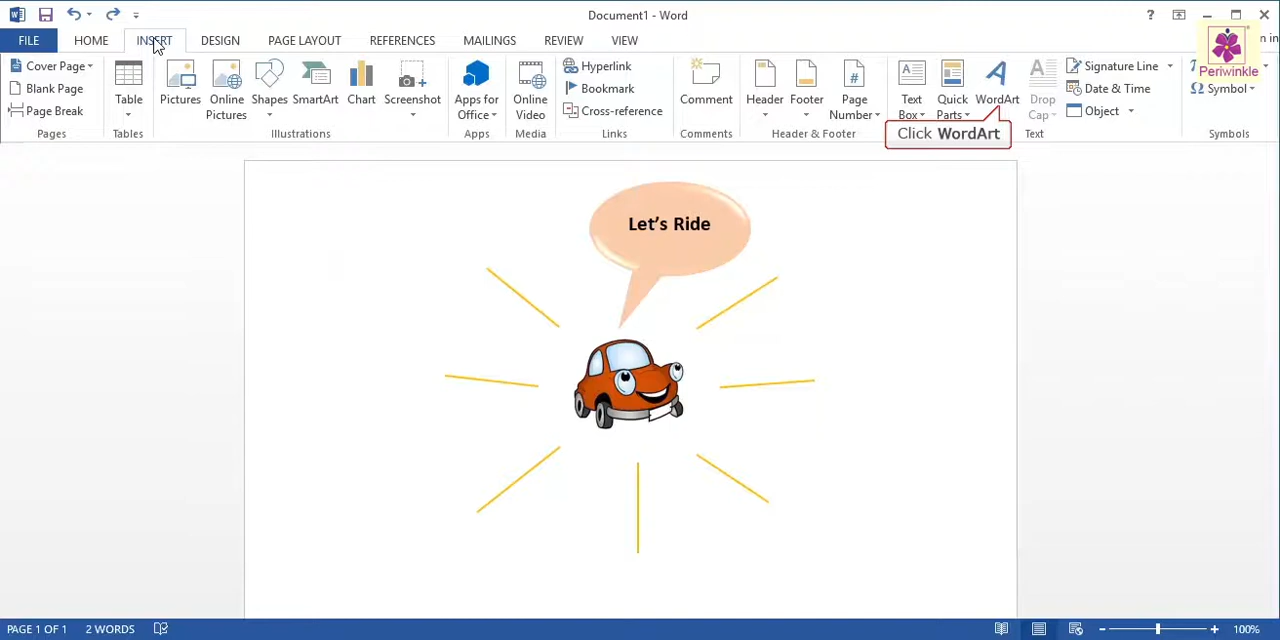 Document1 - Word
?
FILE
HOME
INSERT
DESIGN
PAGE LAYOUT
REFERENCES
MAILINGS
REVIEW
VIEW
n in
Periwinkle
Cover Page
Blank Page
Page Break
Pages
Table
Tables
Pictures
Online Pictures
Shapes
SmartArt
Chart
Screenshot
Illustrations
Apps for Office
Apps
Online Video
Media
Hyperlink
Bookmark
Cross-reference
Links
Comment
Comments
Header
Footer
Page Number
Header & Footer
Text Box
Quick Parts
WordArt
Drop Cap
Signature Line
Date & Time
Object
Text
Symbol
Symbols
Click WordArt
Let's Ride
PAGE 1 OF 1
2 WORDS
100%